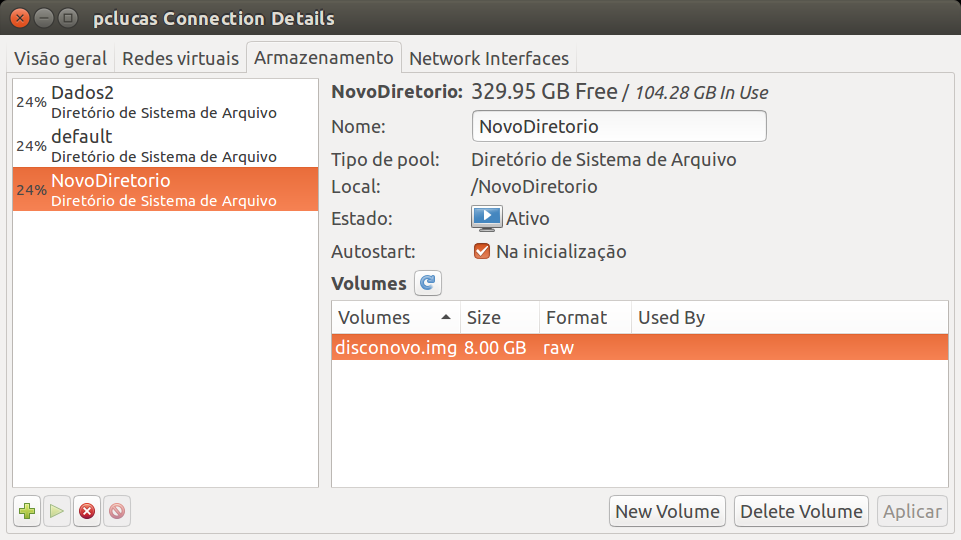 pclucas Connection Details
Visão geral Redes virtuais Armazenamento Network Interfaces
24% Dados2
Diretório de Sistema de Arquivo
24% default
Diretório de Sistema de Arquivo
24% NovoDiretorio
Diretório de Sistema de Arquivo
NovoDiretorio: 329.95 GB Free / 104.28 GB In Use
Nome: NovoDiretorio
Tipo de pool: Diretório de Sistema de Arquivo
Local: /NovoDiretorio
Estado: Ativo
Autostart: Na inicialização
Volumes
Volumes Size Format Used By
disconovo.img 8.00 GB raw
New Volume Delete Volume Aplicar